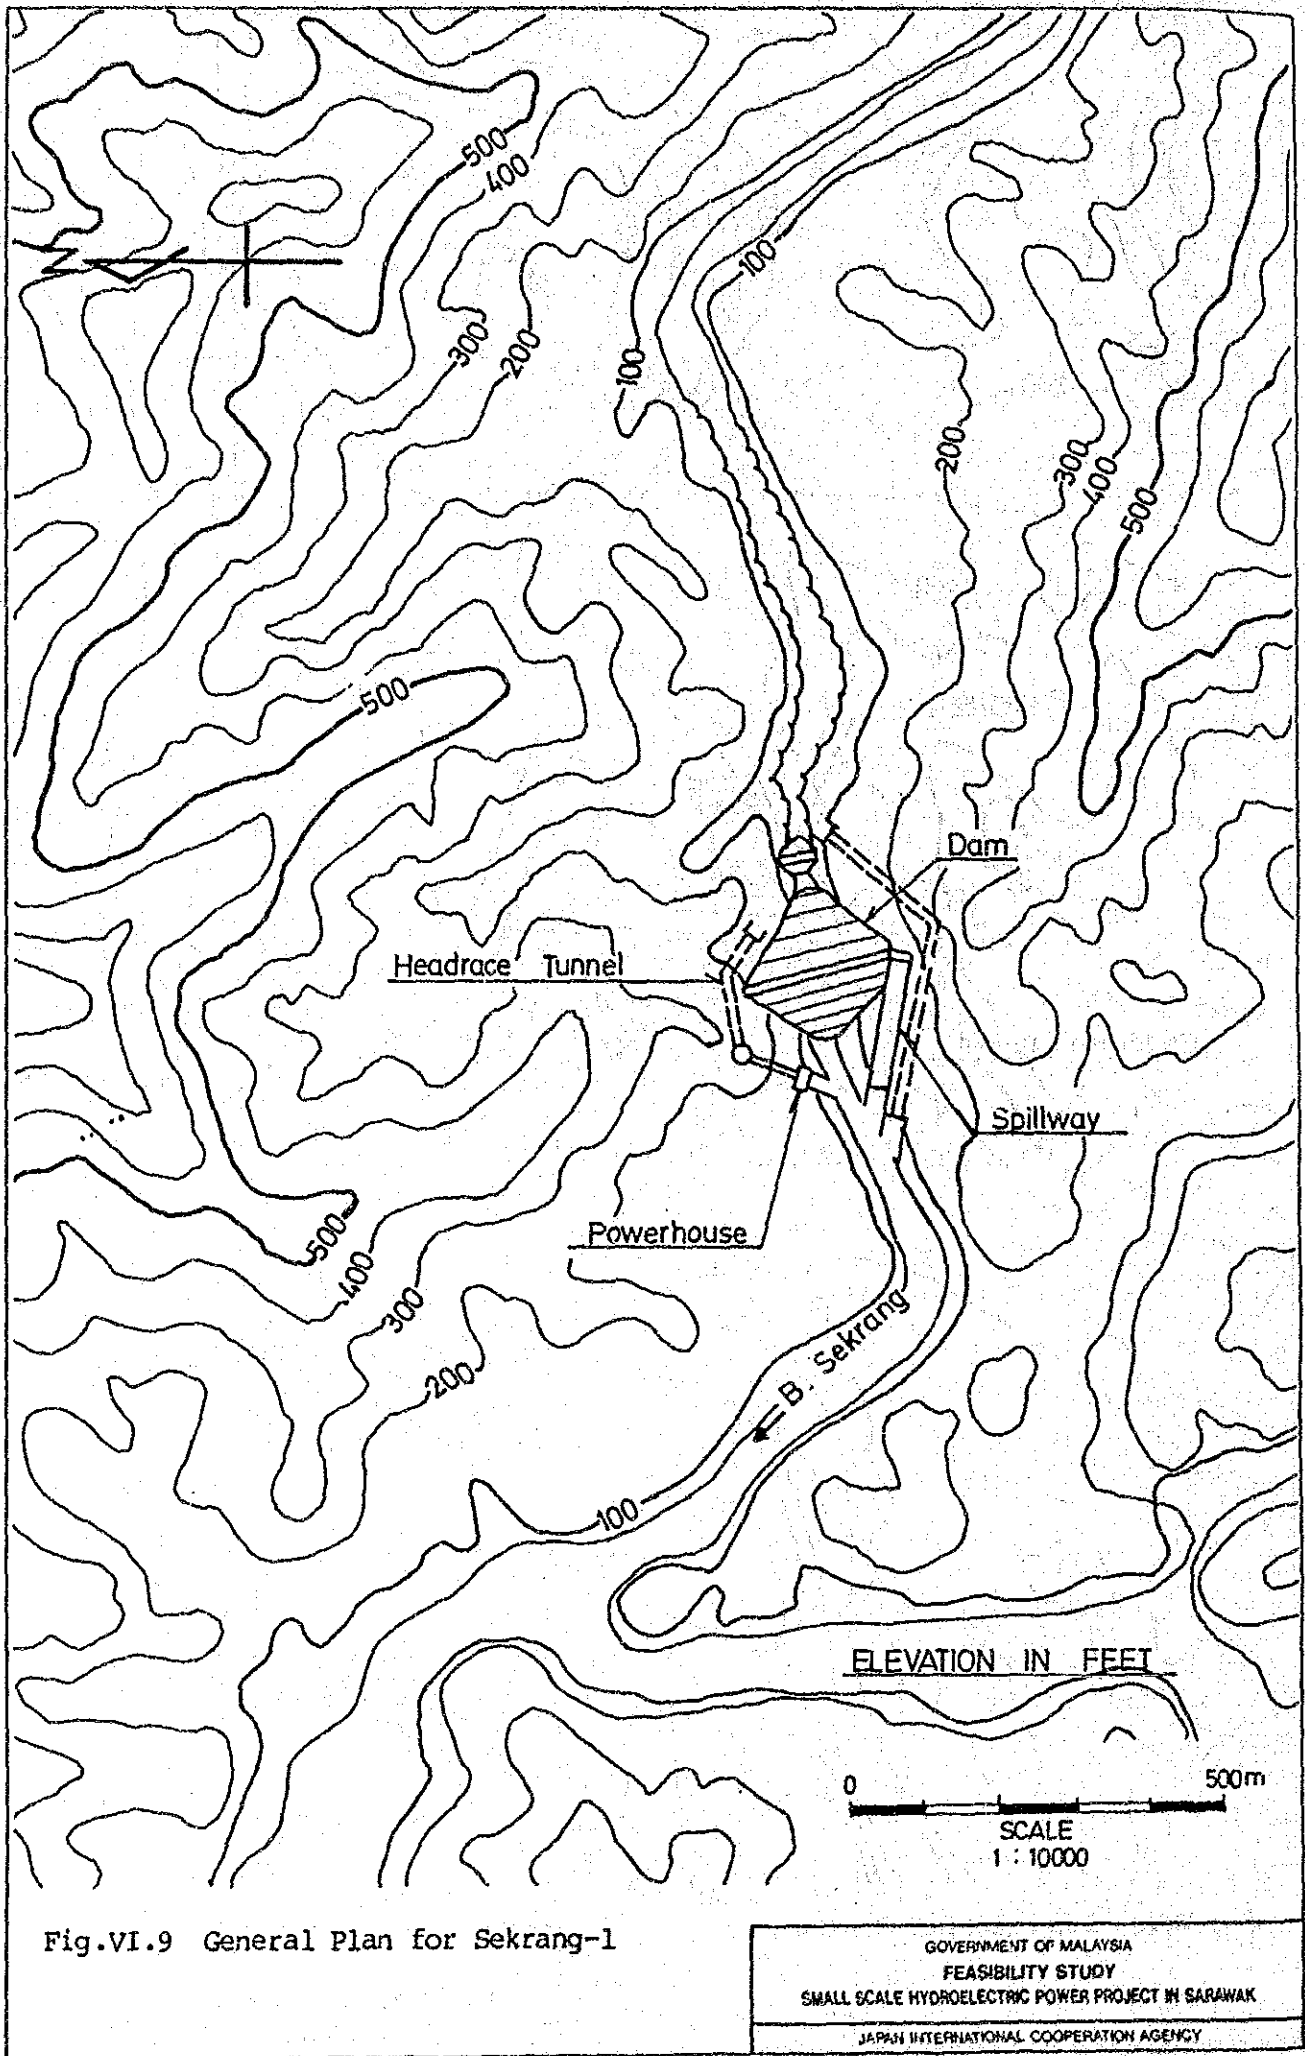 500
400
N
100
300
200
100
200
300
400
500
500
Dam
Headrace Tunnel
Spillway
Powerhouse
500
400
300
B. Sekrang
200
100
ELEVATION IN FEET
0 500m
SCALE
1 : 10000
Fig.VI.9 General Plan for Sekrang-1
GOVERNMENT OF MALAYSIA
FEASIBILITY STUDY
SMALL SCALE HYDROELECTRIC POWER PROJECT IN SARAWAK
JAPAN INTERNATIONAL COOPERATION AGENCY